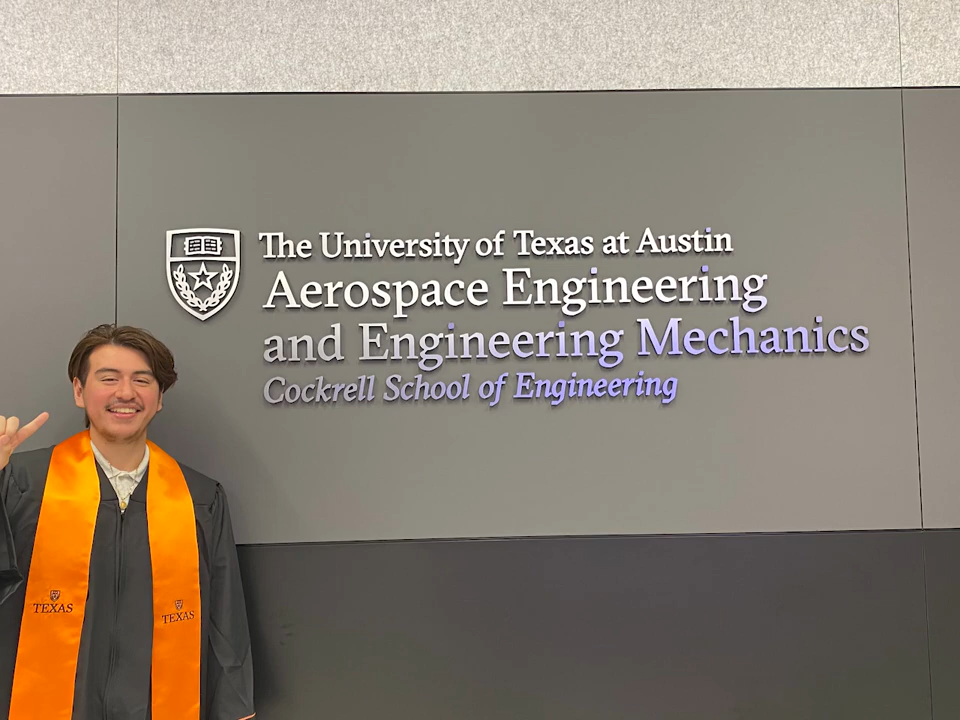 The University of Texas at Austin
Aerospace Engineering
and Engineering Mechanics
Cockrell School of Engineering
TEXAS
TEXAS